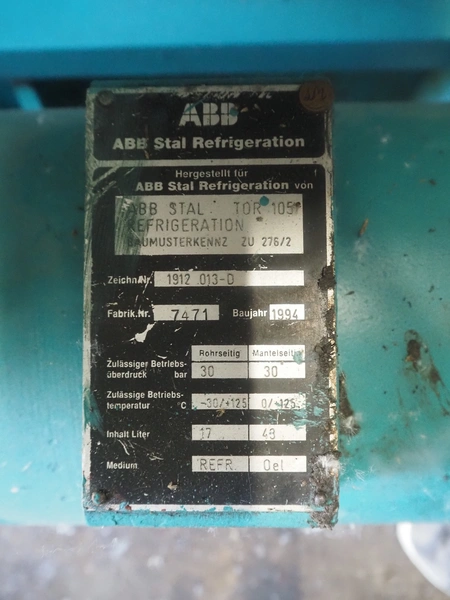 ABB
ABB Stal Refrigeration
Hergestellt für
ABB Stal Refrigeration von
ABB STAL TOR 105
REFRIGERATION
BAUMUSTERKENNZ ZU 276/2
Zeichn.Nr. 1912 013-D
Fabrik.Nr. 7471 Baujahr 1994
Rohrseitig Mantelseitig
Zulässiger Betriebs-
überdruck bar 30 30
Zulässige Betriebs-
temperatur °C -30/+125 0/+125
Inhalt Liter 17 48
Medium REFR. Oel